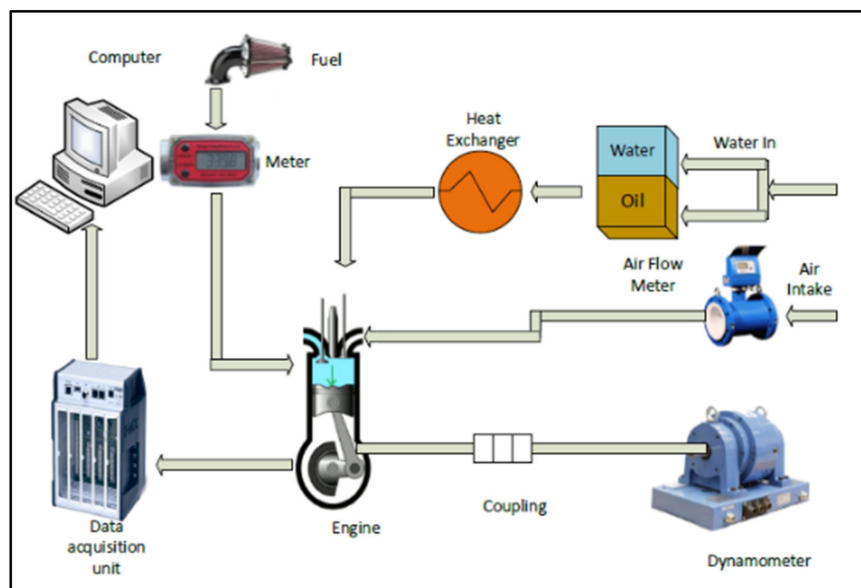 Computer
Fuel
Meter
Heat
Exchanger
Water
Oil
Water In
Air Flow
Meter
Air
Intake
Data
acquisition
unit
Engine
Coupling
Dynamometer